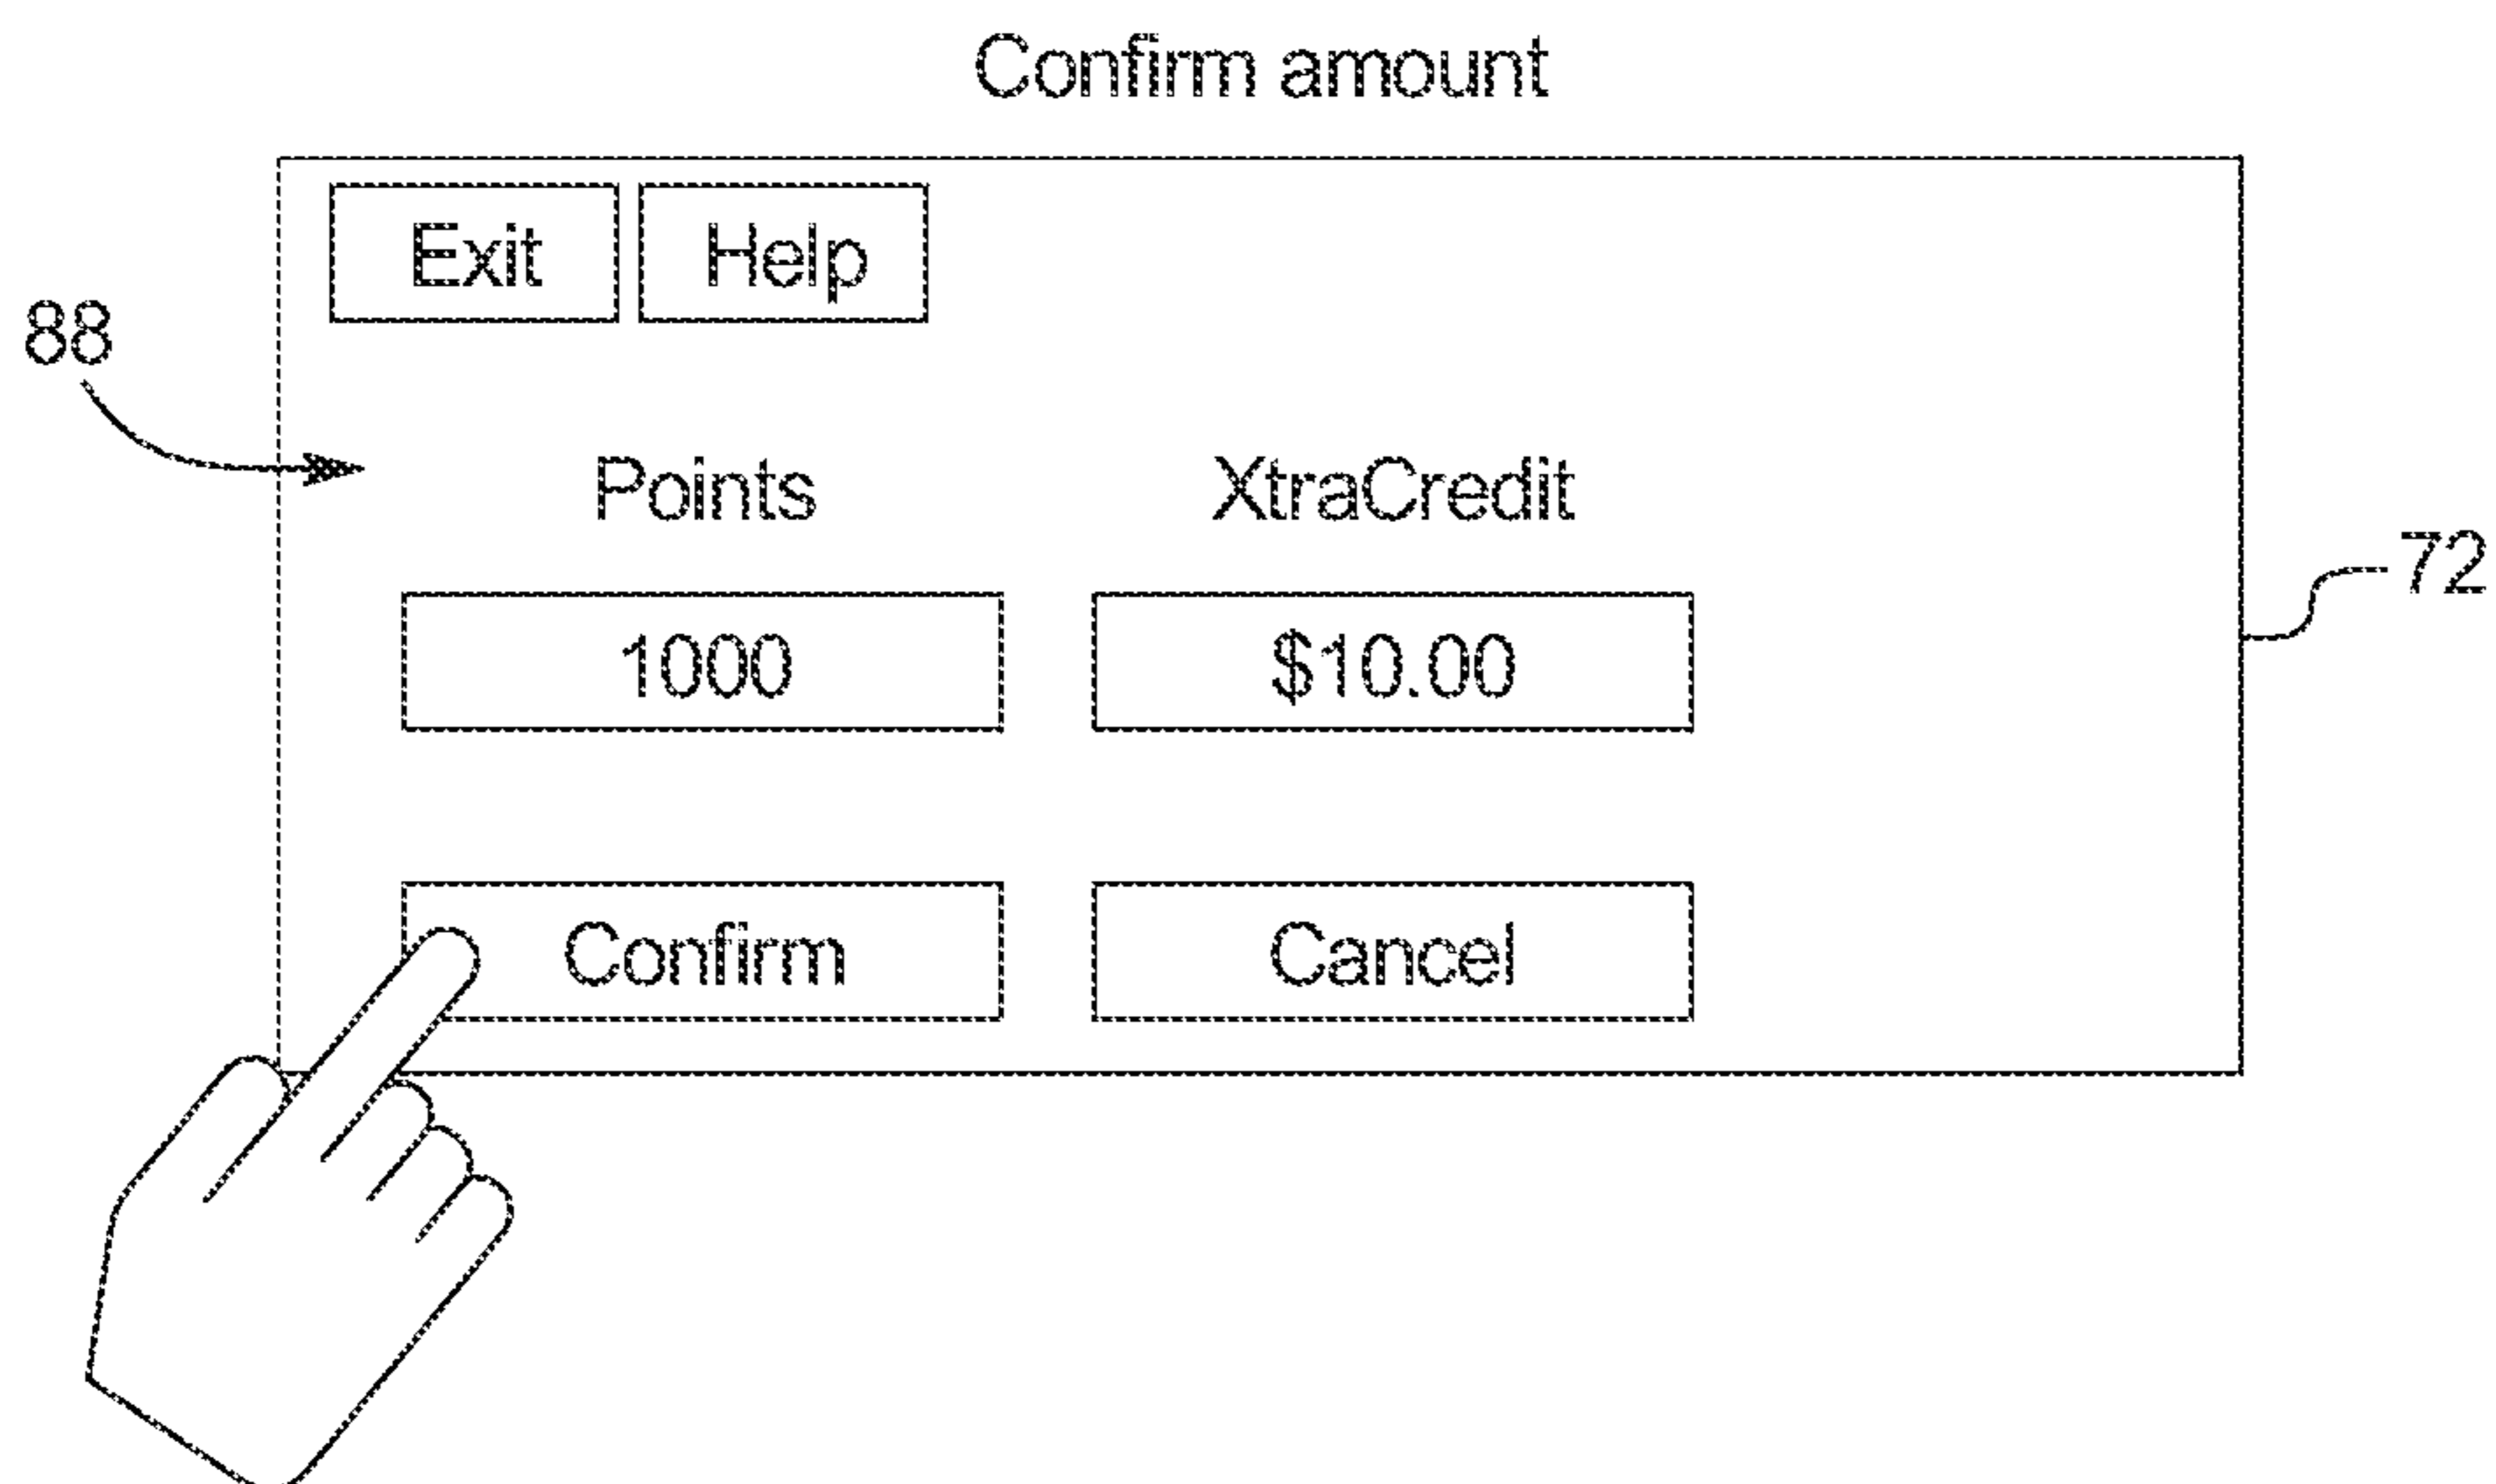 Confirm amount
Exit Help
88
Points XtraCredit
72
1000 $10.00
Confirm Cancel